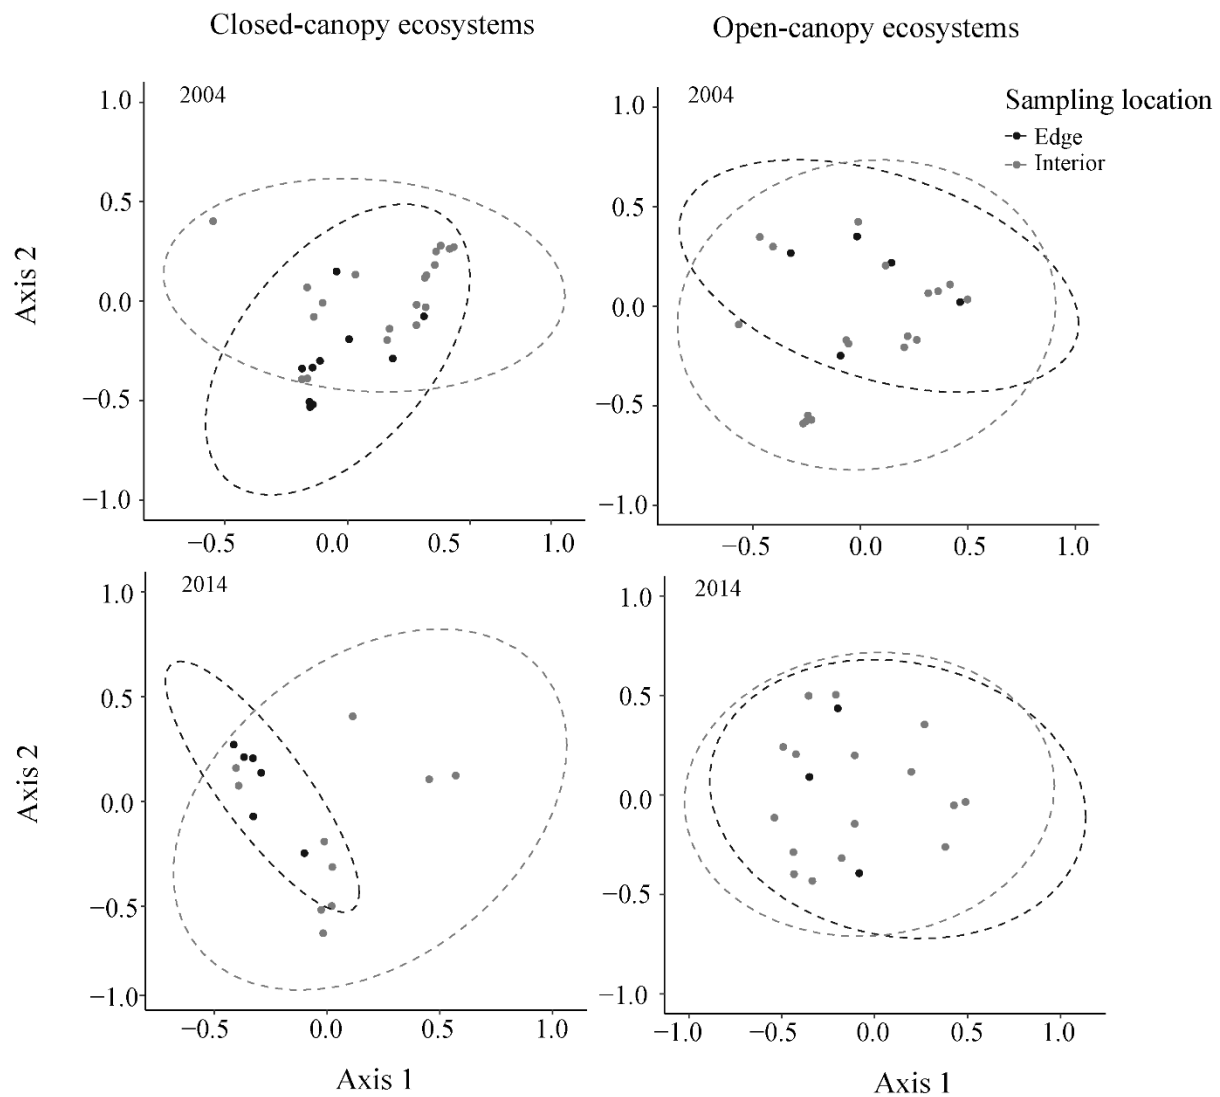 Closed-canopy ecosystems
Open-canopy ecosystems
2004
1.0
0.5
0.0
−0.5
−1.0
−0.5 0.0 0.5 1.0
Axis 2
2004
1.0
0.5
0.0
−0.5
−1.0
−0.5 0.0 0.5 1.0
Sampling location
Edge
Interior
2014
1.0
0.5
0.0
−0.5
−1.0
−0.5 0.0 0.5 1.0
Axis 2
Axis 1
2014
1.0
0.5
0.0
−0.5
−1.0
−1.0 −0.5 0.0 0.5 1.0
Axis 1